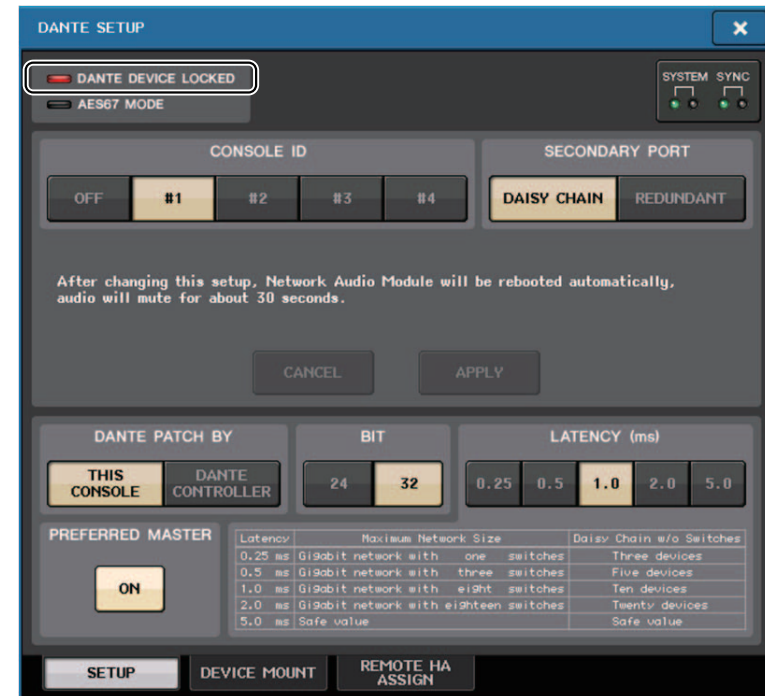 DANTE SETUP
DANTE DEVICE LOCKED
AES67 MODE
SYSTEM SYNC
CONSOLE ID
OFF #1 #2 #3 #4
SECONDARY PORT
DAISY CHAIN REDUNDANT
After changing this setup, Network Audio Module will be rebooted automatically,
audio will mute for about 30 seconds.
CANCEL APPLY
DANTE PATCH BY
THIS CONSOLE DANTE CONTROLLER
BIT
24 32
LATENCY (ms)
0.25 0.5 1.0 2.0 5.0
PREFERRED MASTER
ON
Latency Maximum Network Size Daisy Chain w/o Switches
0.25 ms Gigabit network with one switches Three devices
0.5 ms Gigabit network with three switches Five devices
1.0 ms Gigabit network with eight switches Ten devices
2.0 ms Gigabit network with eighteen switches Twenty devices
5.0 ms Safe value Safe value
SETUP DEVICE MOUNT REMOTE HA ASSIGN